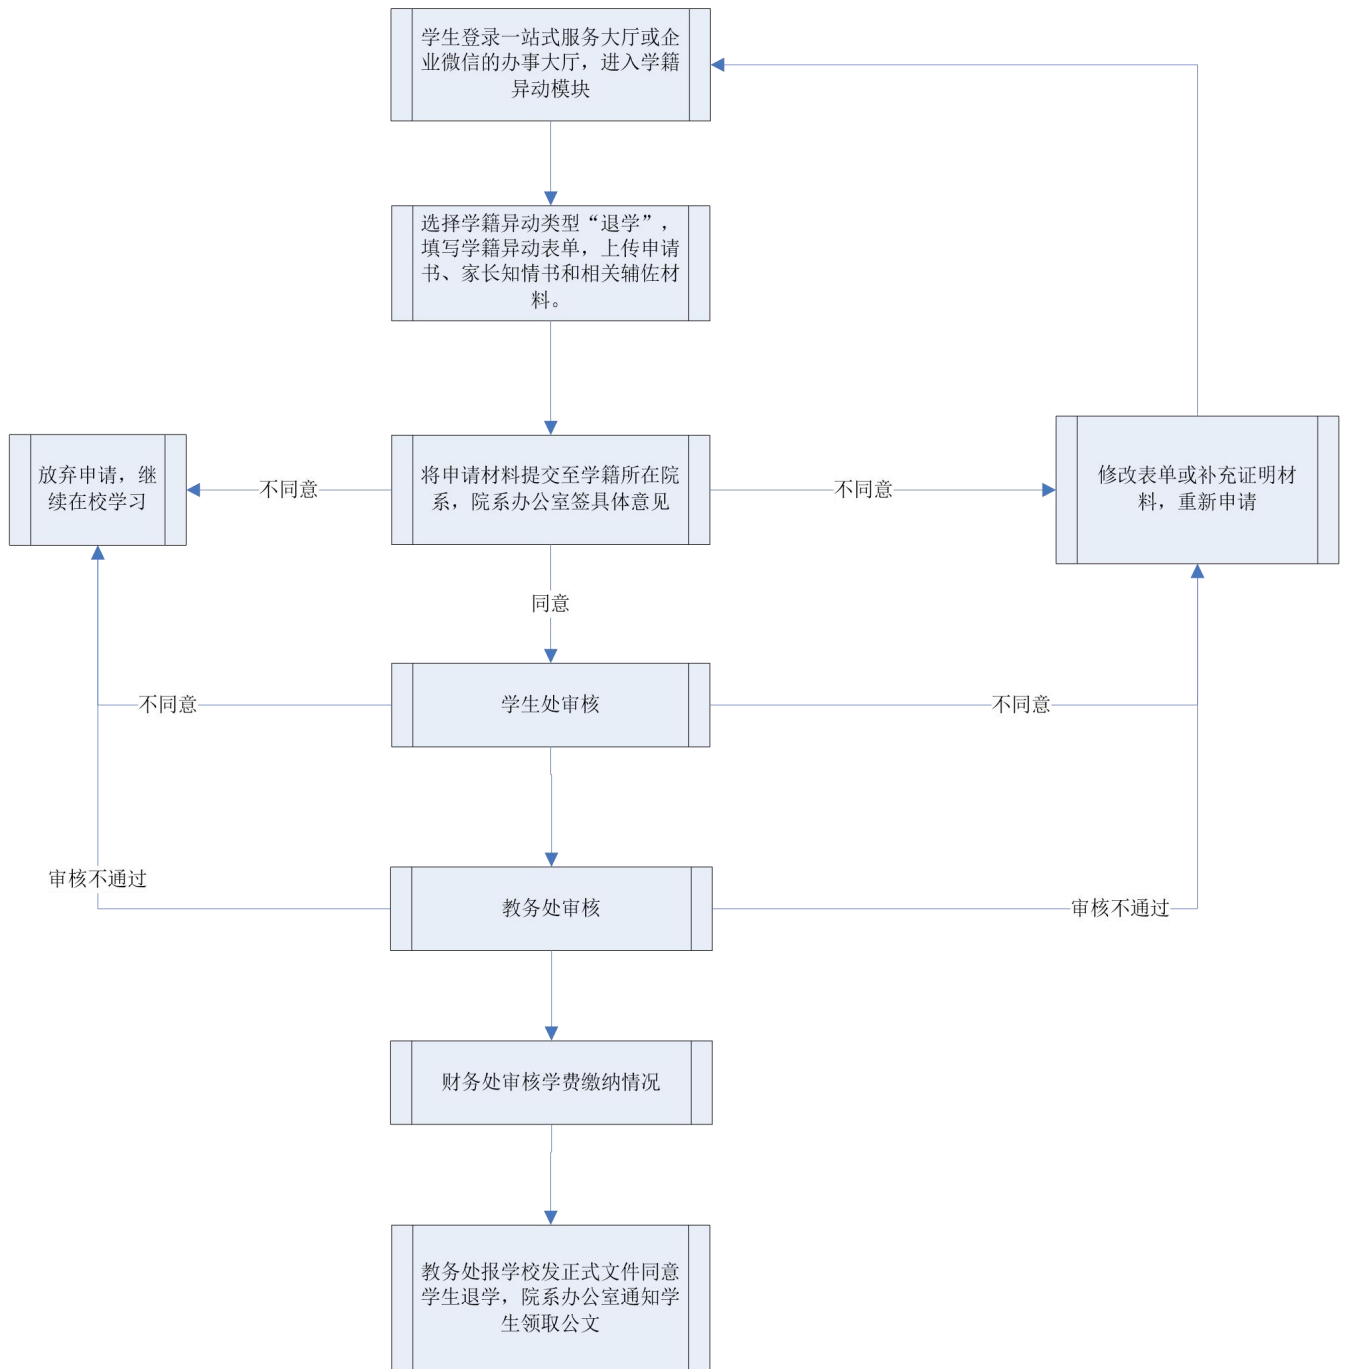 学生登录一站式服务大厅或企
业微信的办事大厅，进入学籍
异动模块
选择学籍异动类型“退学”，
填写学籍异动表单，上传申请
书、家长知情书和相关辅佐材
料。
放弃申请，继
续在校学习
不同意
将申请材料提交至学籍所在院
系，院系办公室签具体意见
不同意
修改表单或补充证明材
料，重新申请
同意
不同意
学生处审核
不同意
审核不通过
教务处审核
审核不通过
财务处审核学费缴纳情况
教务处报学校发正式文件同意
学生退学，院系办公室通知学
生领取公文